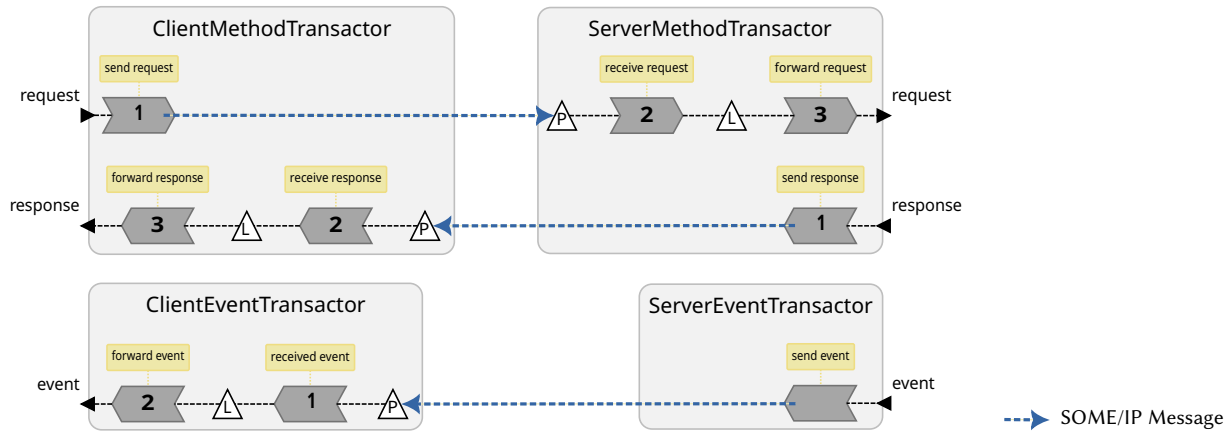 ClientMethodTransactor
ServerMethodTransactor
send request
receive request
forward request
request
1
P
2
L
3
request
forward response
receive response
send response
response
3
L
2
P
1
response
ClientEventTransactor
ServerEventTransactor
forward event
received event
send event
event
2
L
1
P
event
SOME/IP Message